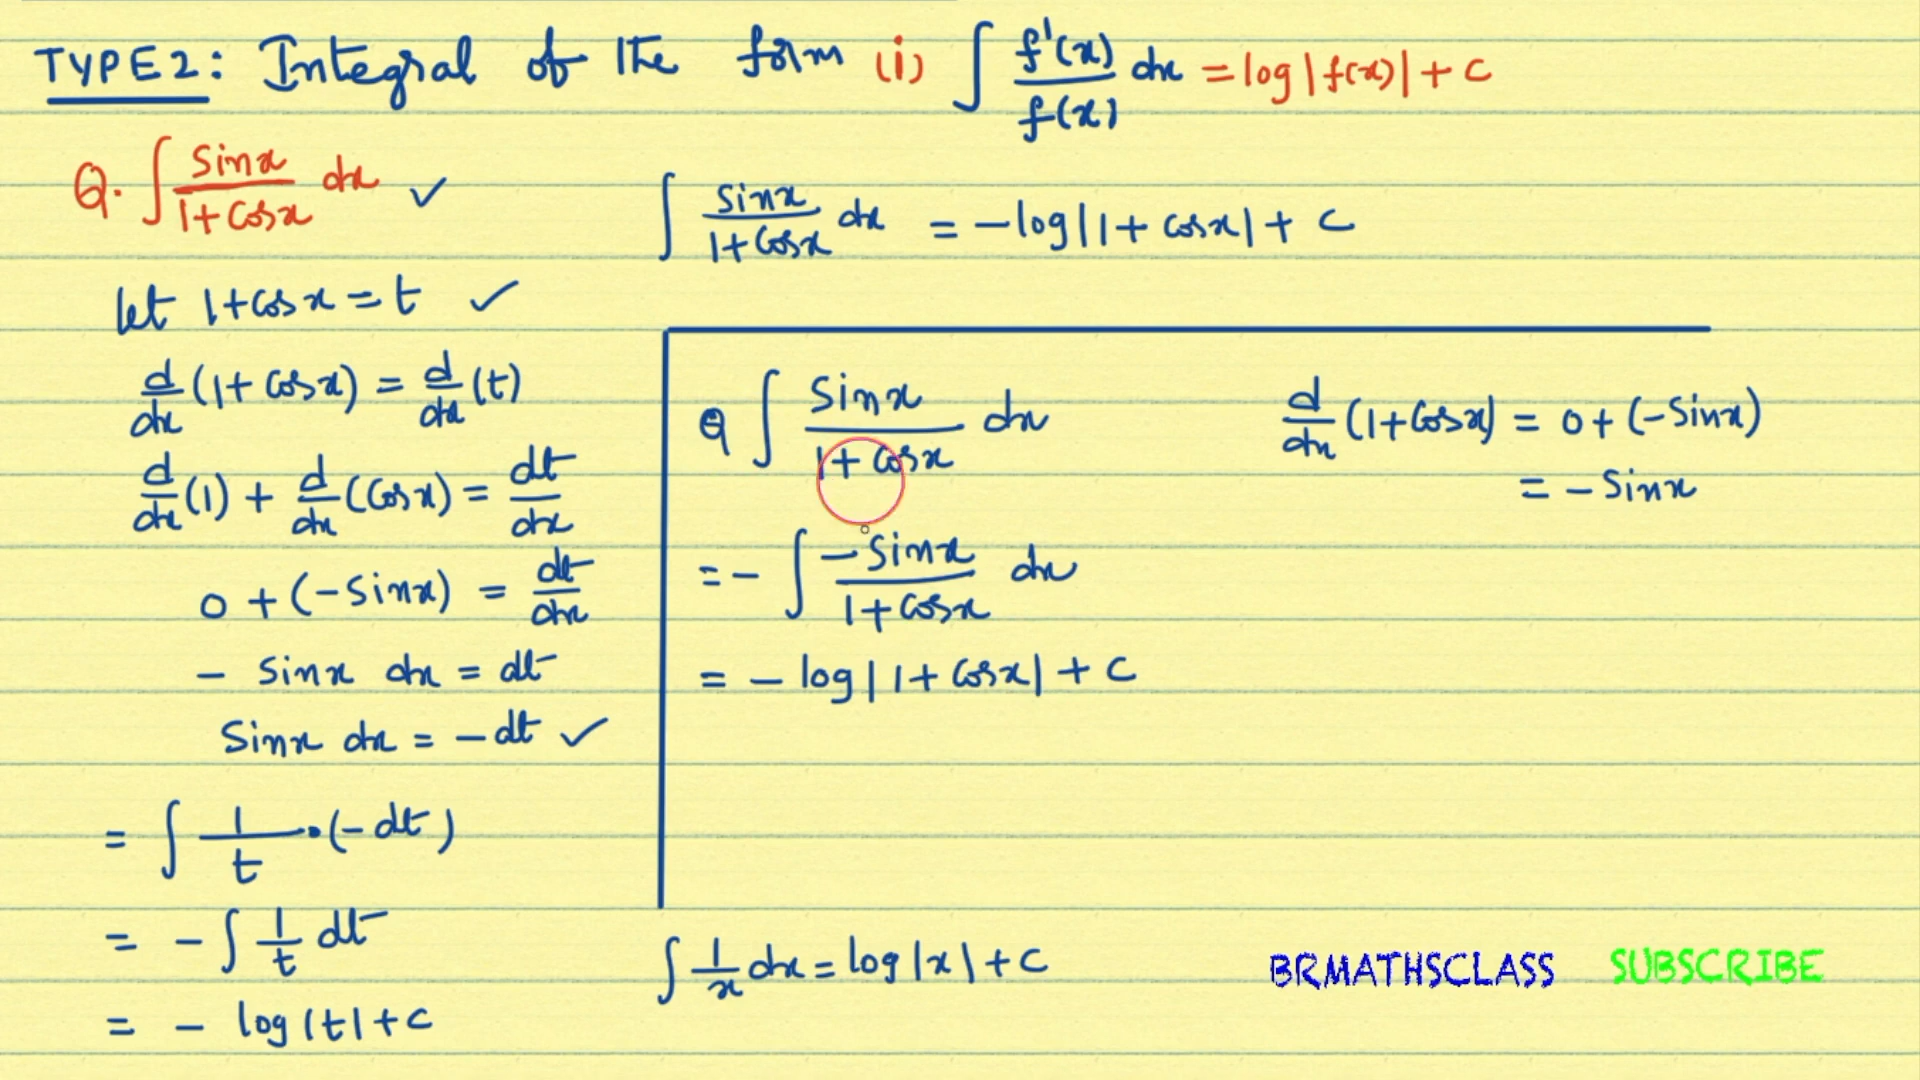 TYPE2: Integral of the form (i) ∫ f'(x)/f(x) dx = log|f(x)| + c
Q. ∫ sinx/1+cosx dx ✓
let 1+cosx = t ✓
d/dx (1+cosx) = d/dx (t)
d/dx (1) + d/dx (cosx) = dt/dx
0 + (-sinx) = dt/dx
- sinx dx = dt
sinx dx = -dt ✓
= ∫ 1/t · (-dt)
= - ∫ 1/t dt
= - log|t| + c
∫ sinx/1+cosx dx = -log|1+cosx| + c
Q ∫ sinx/1+cosx dx
= - ∫ -sinx/1+cosx dx
= - log|1+cosx| + c
d/dx (1+cosx) = 0 + (-sinx)
= - sinx
∫ 1/x dx = log|x| + c
BRMATHSCLASS SUBSCRIBE